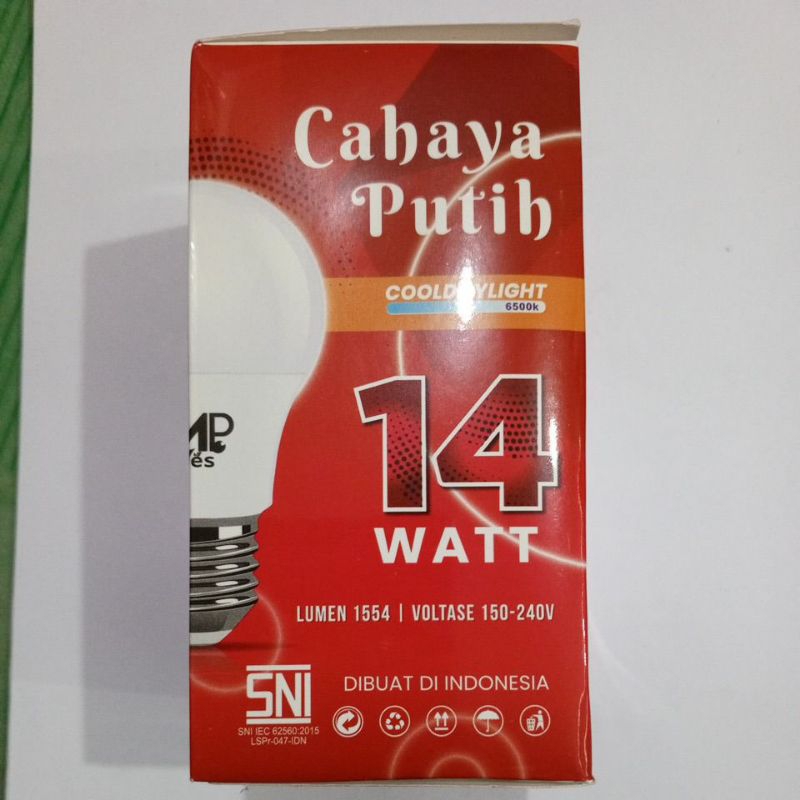 Cahaya
Putih
COOLDAYLIGHT
6500k
14
WATT
LUMEN 1554 | VOLTASE 150-240V
SNI
SNI IEC 62560:2015
LSPr-047-IDN
DIBUAT DI INDONESIA